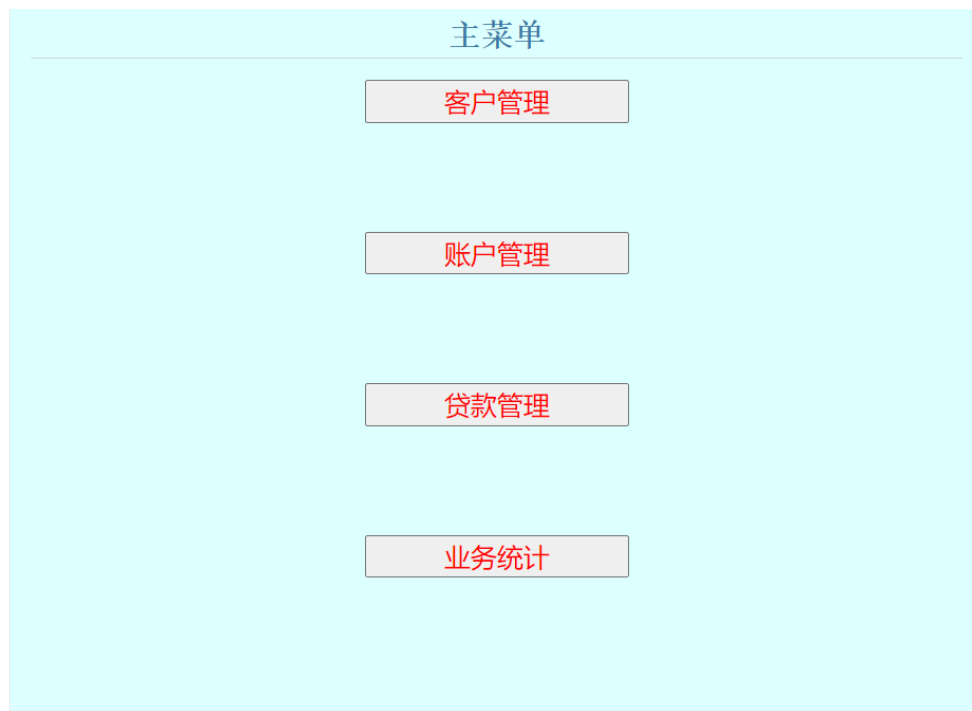 主菜单
客户管理
账户管理
贷款管理
业务统计